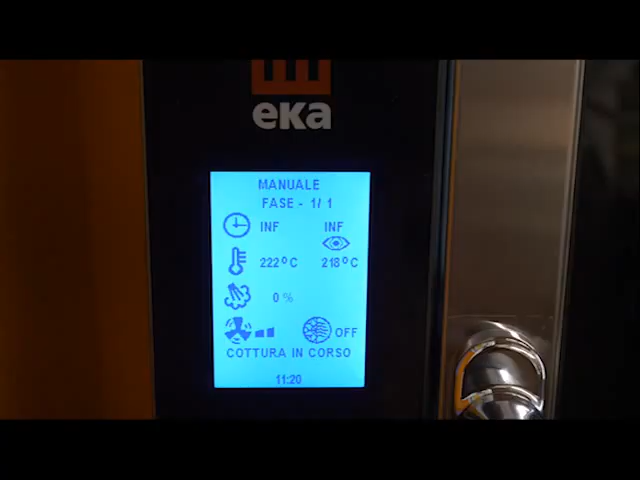 eka
MANUALE
FASE - 1/ 1
INF INF
222°C 218°C
0 %
OFF
COTTURA IN CORSO
11:20